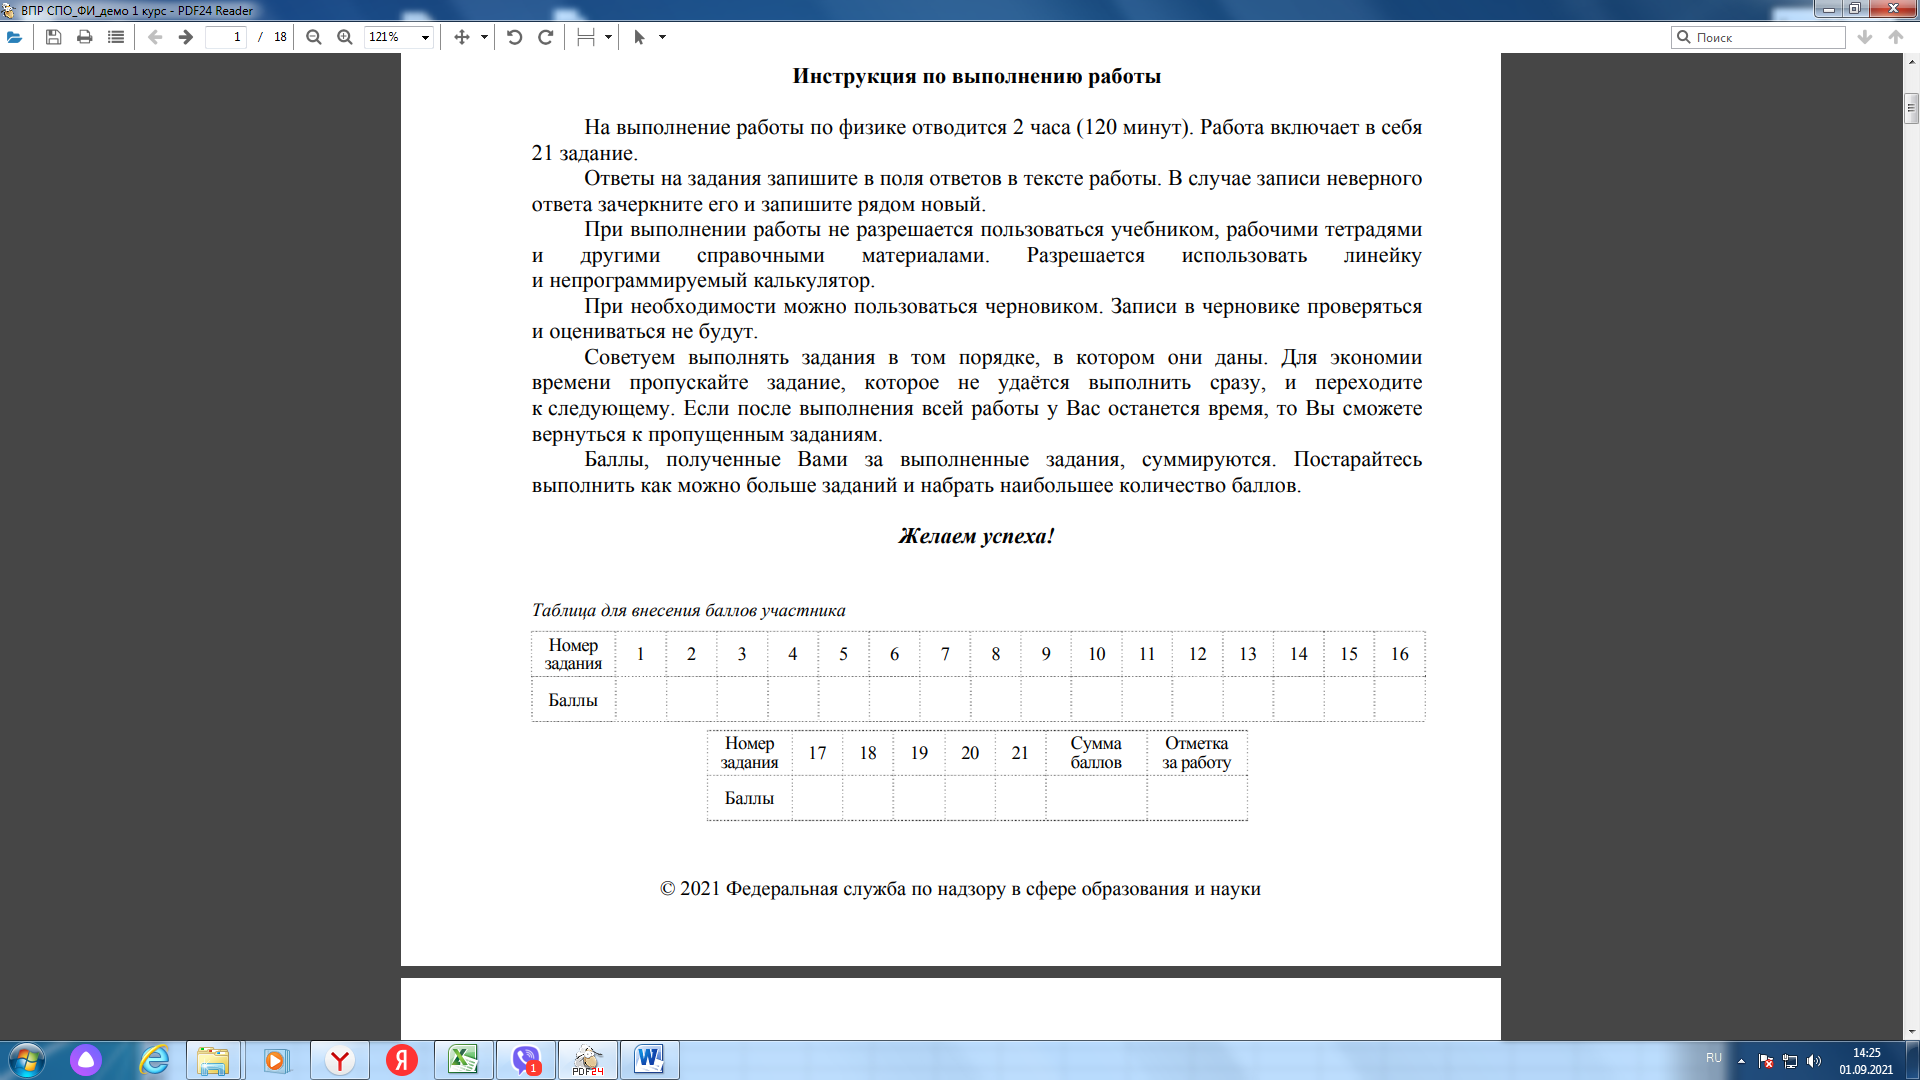 ВПР СПО_ФИ_демо 1 курс - PDF24 Reader
1 / 18 121% Поиск
Инструкция по выполнению работы
На выполнение работы по физике отводится 2 часа (120 минут). Работа включает в себя
21 задание.
Ответы на задания запишите в поля ответов в тексте работы. В случае записи неверного
ответа зачеркните его и запишите рядом новый.
При выполнении работы не разрешается пользоваться учебником, рабочими тетрадями
и другими справочными материалами. Разрешается использовать линейку
и непрограммируемый калькулятор.
При необходимости можно пользоваться черновиком. Записи в черновике проверяться
и оцениваться не будут.
Советуем выполнять задания в том порядке, в котором они даны. Для экономии
времени пропускайте задание, которое не удаётся выполнить сразу, и переходите
к следующему. Если после выполнения всей работы у Вас останется время, то Вы сможете
вернуться к пропущенным заданиям.
Баллы, полученные Вами за выполненные задания, суммируются. Постарайтесь
выполнить как можно больше заданий и набрать наибольшее количество баллов.
Желаем успеха!
Таблица для внесения баллов участника
Номер задания 1 2 3 4 5 6 7 8 9 10 11 12 13 14 15 16
Баллы
Номер задания 17 18 19 20 21 Сумма баллов Отметка за работу
Баллы
© 2021 Федеральная служба по надзору в сфере образования и науки
1 PDF24 RU 14:25
01.09.2021